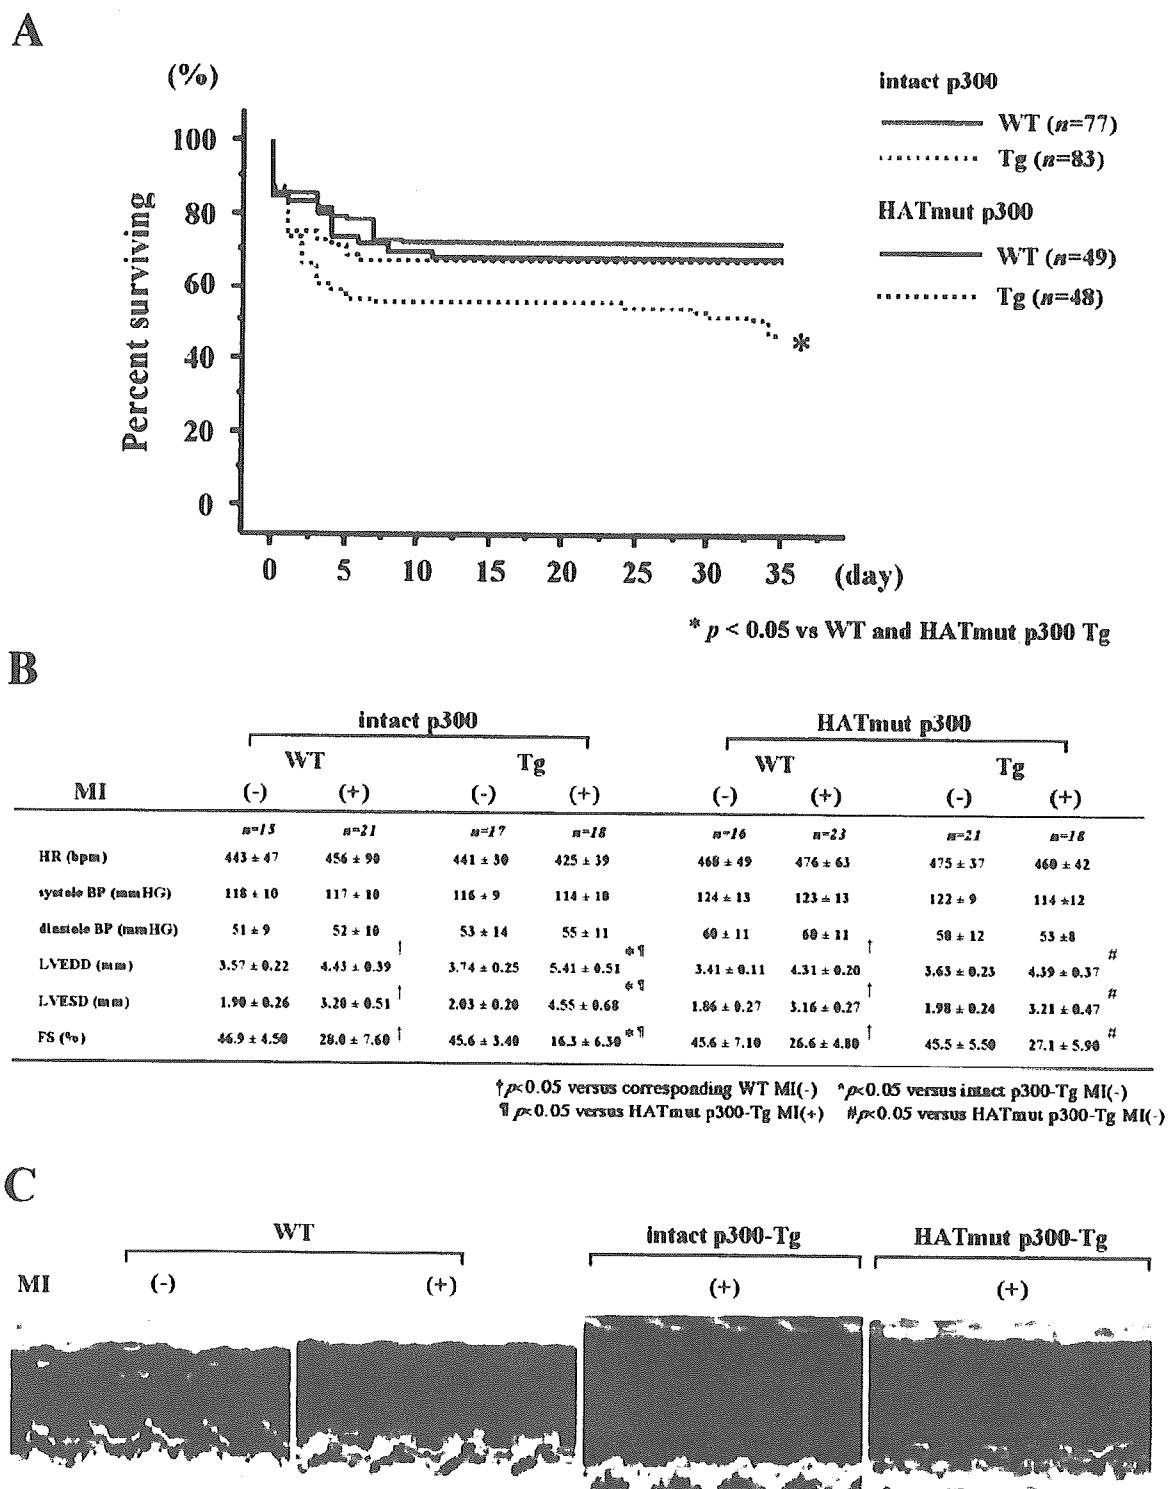 A
(%)
Percent surviving
100
80
60
40
20
0
0 5 10 15 20 25 30 35 (day)
*
intact p300
WT (n=77)
Tg (n=83)
HATmut p300
WT (n=49)
Tg (n=48)
* p < 0.05 vs WT and HATmut p300 Tg
B
intact p300 HATmut p300
WT Tg WT Tg
MI (-) (+) (-) (+) (-) (+) (-) (+)
n=15 n=21 n=17 n=18 n=16 n=23 n=21 n=18
HR (bpm) 443 ± 47 456 ± 90 441 ± 30 425 ± 39 468 ± 49 476 ± 63 475 ± 37 460 ± 42
systole BP (mmHG) 118 ± 10 117 ± 10 116 ± 9 114 ± 10 124 ± 13 123 ± 13 122 ± 9 114 ±12
diastole BP (mmHG) 51 ± 9 52 ± 10 53 ± 14 55 ± 11 60 ± 11 60 ± 11 50 ± 12 53 ±8
LVEDD (mm) 3.57 ± 0.22 4.43 ± 0.39 † 3.74 ± 0.25 5.41 ± 0.51 *¶ 3.41 ± 0.11 4.31 ± 0.20 † 3.63 ± 0.23 4.39 ± 0.37 #
LVESD (mm) 1.90 ± 0.26 3.20 ± 0.51 † 2.03 ± 0.20 4.55 ± 0.68 *¶ 1.86 ± 0.27 3.16 ± 0.27 † 1.98 ± 0.24 3.21 ± 0.47 #
FS (%) 46.9 ± 4.50 28.0 ± 7.60 † 45.6 ± 3.40 16.3 ± 6.30 *¶ 45.6 ± 7.10 26.6 ± 4.80 † 45.5 ± 5.50 27.1 ± 5.90 #
†p<0.05 versus corresponding WT MI(-) *p<0.05 versus intact p300-Tg MI(-)
¶ p<0.05 versus HATmut p300-Tg MI(+) #p<0.05 versus HATmut p300-Tg MI(-)
C
WT intact p300-Tg HATmut p300-Tg
MI (-) (+) (+) (+)